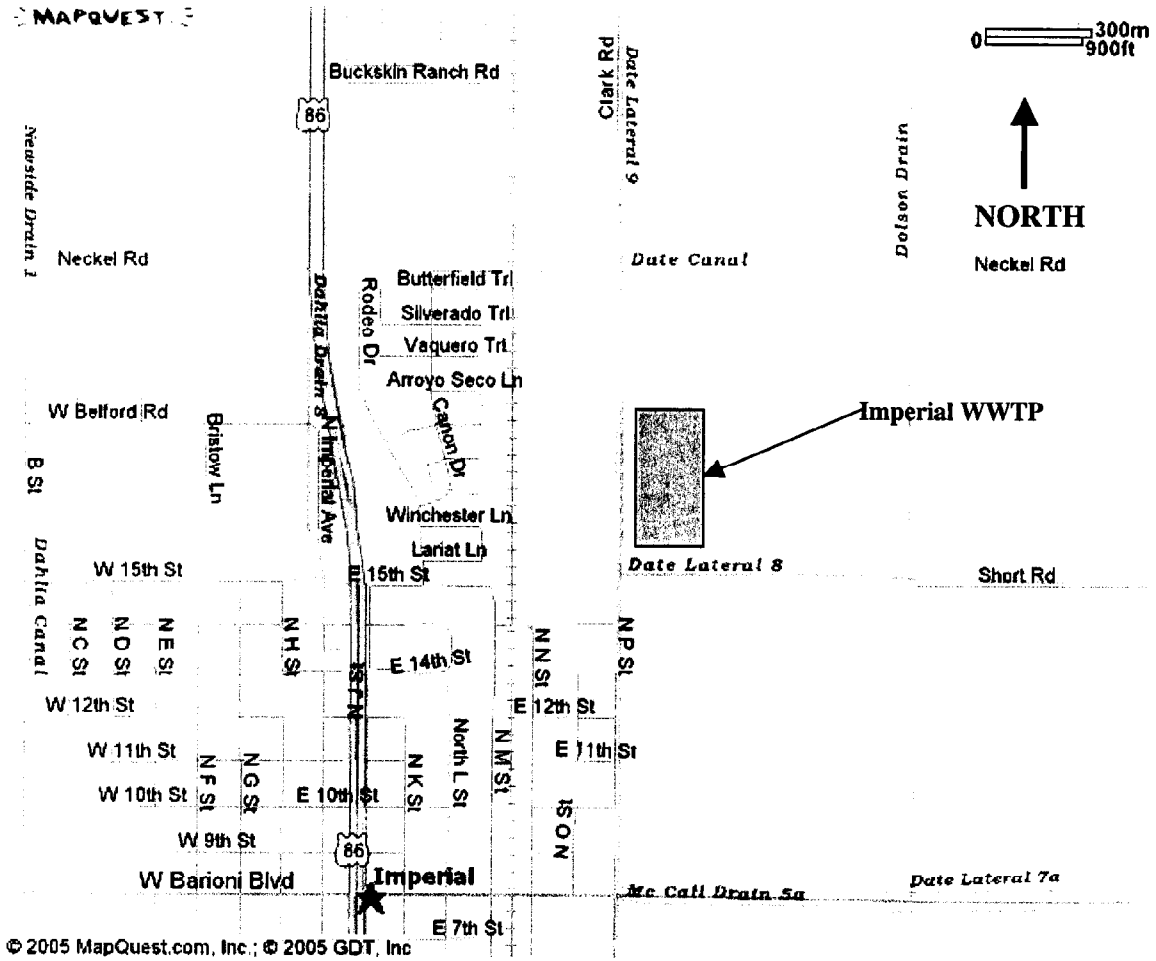 MAPQUEST
0 300m
900ft
Buckskin Ranch Rd
Clark Rd
Date Lateral 9
86
Newside Drain 1
Dolson Drain
NORTH
Neckel Rd
Date Canal
Neckel Rd
Butterfield Trl
Silverado Trl
Vaquero Trl
Arroyo Seco Ln
Rodeo Dr
Dahlia Drain 8
Canon Dr
W Belford Rd
Bristow Ln
N Imperial Ave
Imperial WWTP
B St
Winchester Ln
Lariat Ln
Dahlia Canal
W 15th St
E 15th St
Date Lateral 8
Short Rd
N C St
N D St
N E St
N H St
E 14th St
N N St
N P St
W 12th St
N J St
E 12th St
W 11th St
North L St
N M St
E 11th St
N F St
N G St
N K St
W 10th St
E 10th St
N O St
W 9th St
86
W Barioni Blvd
Imperial
Mc Call Drain 5a
Date Lateral 7a
E 7th St
© 2005 MapQuest.com, Inc.; © 2005 GDT, Inc